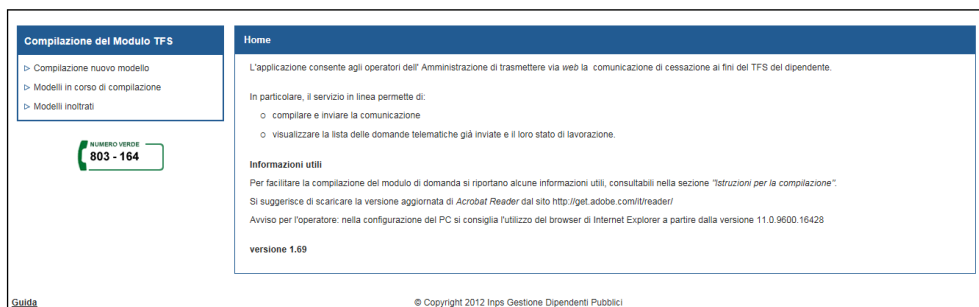 Compilazione del Modulo TFS
Compilazione nuovo modello
Modelli in corso di compilazione
Modelli inoltrati
NUMERO VERDE
803 - 164
Home
L'applicazione consente agli operatori dell' Amministrazione di trasmettere via web la comunicazione di cessazione ai fini del TFS del dipendente.
In particolare, il servizio in linea permette di:
compilare e inviare la comunicazione
visualizzare la lista delle domande telematiche già inviate e il loro stato di lavorazione.
Informazioni utili
Per facilitare la compilazione del modulo di domanda si riportano alcune informazioni utili, consultabili nella sezione "Istruzioni per la compilazione".
Si suggerisce di scaricare la versione aggiornata di Acrobat Reader dal sito http://get.adobe.com/it/reader/
Avviso per l'operatore: nella configurazione del PC si consiglia l'utilizzo del browser di Internet Explorer a partire dalla versione 11.0.9600.16428
versione 1.69
Guida
© Copyright 2012 Inps Gestione Dipendenti Pubblici